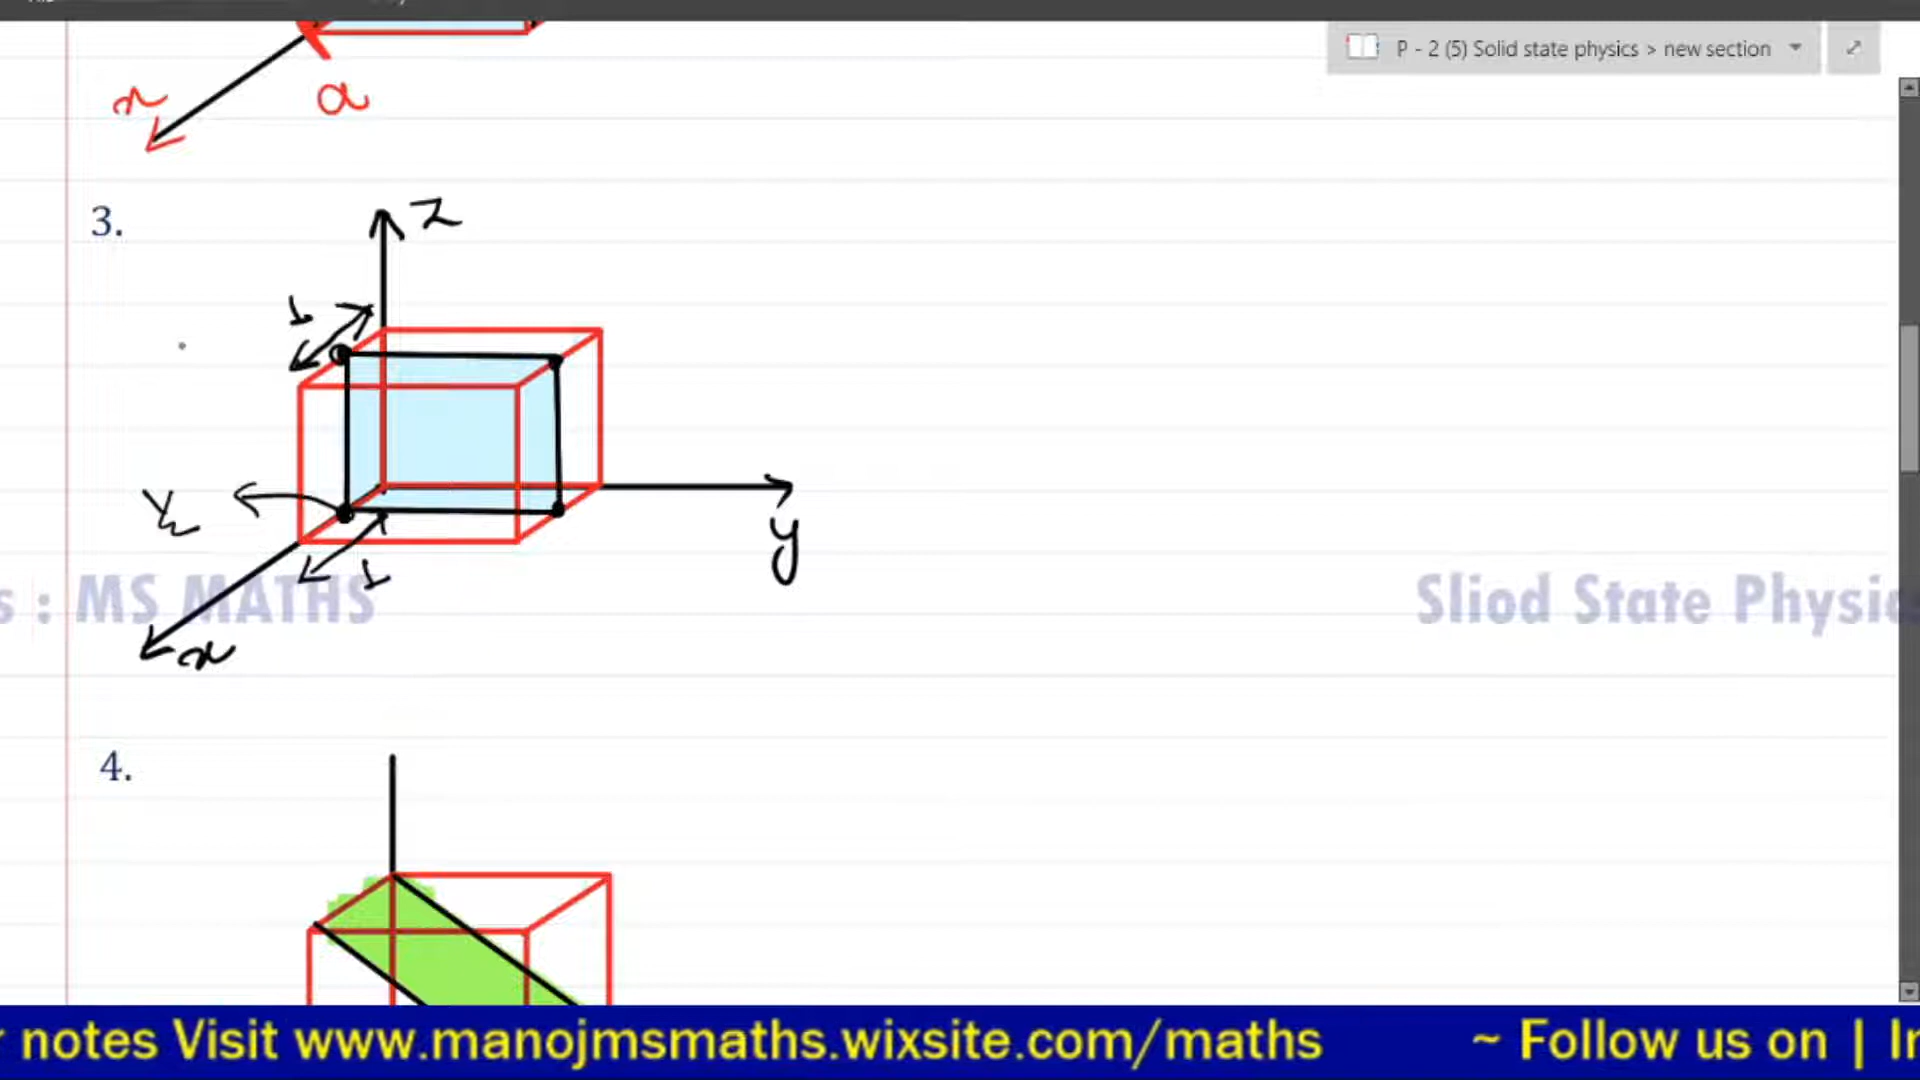 P - 2 (5) Solid state physics > new section
x
a
3.
z
1
1/2
1
y
s : MS MATHS
Sliod State Physic
x
4.
r notes Visit www.manojmsmaths.wixsite.com/maths ~ Follow us on | In